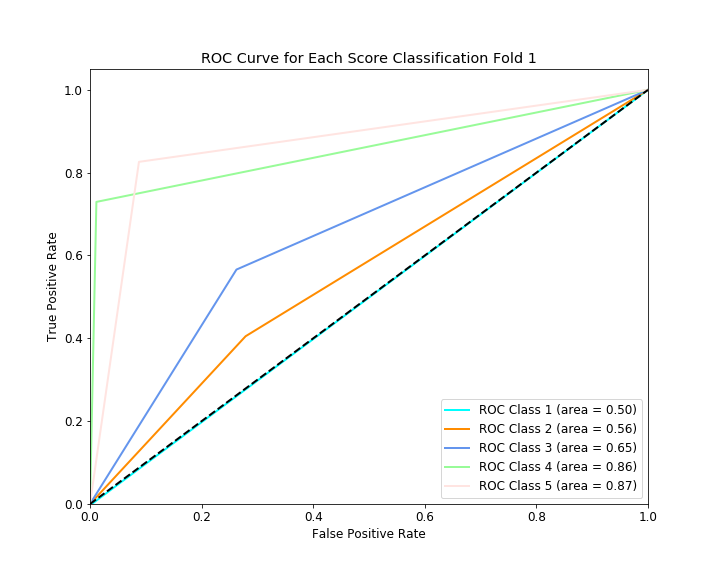 ROC Curve for Each Score Classification Fold 1
True Positive Rate
1.0
0.8
0.6
0.4
0.2
0.0
ROC Class 1 (area = 0.50)
ROC Class 2 (area = 0.56)
ROC Class 3 (area = 0.65)
ROC Class 4 (area = 0.86)
ROC Class 5 (area = 0.87)
0.0 0.2 0.4 0.6 0.8 1.0
False Positive Rate